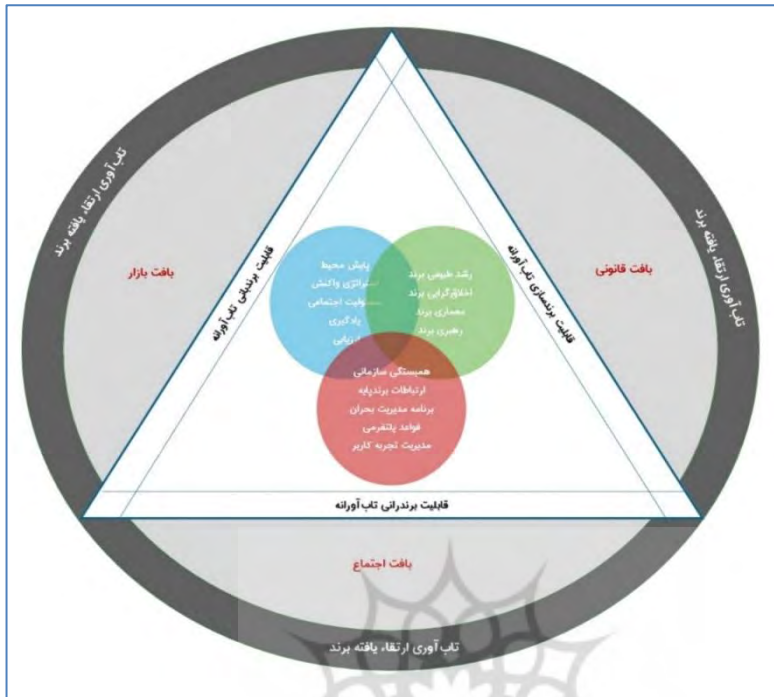 تاب‌آوری ارتقاء یافته برند
تاب‌آوری ارتقاء یافته برند
بافت قانونی
بافت بازار
قابلیت برندسازی تاب‌آورانه
قابلیت برندبانی تاب‌آورانه
رشد طبیعی برند
اخلاق‌گرایی برند
معماری برند
رهبری برند
پایش محیط
استراتژی واکنش
مسئولیت اجتماعی
یادگیری
ارزیابی
همبستگی سازمانی
ارتباطات برندپایه
برنامه مدیریت بحران
قواعد پلتفرمی
مدیریت تجربه کاربر
قابلیت برندرانی تاب‌آورانه
بافت اجتماع
تاب‌آوری ارتقاء یافته برند